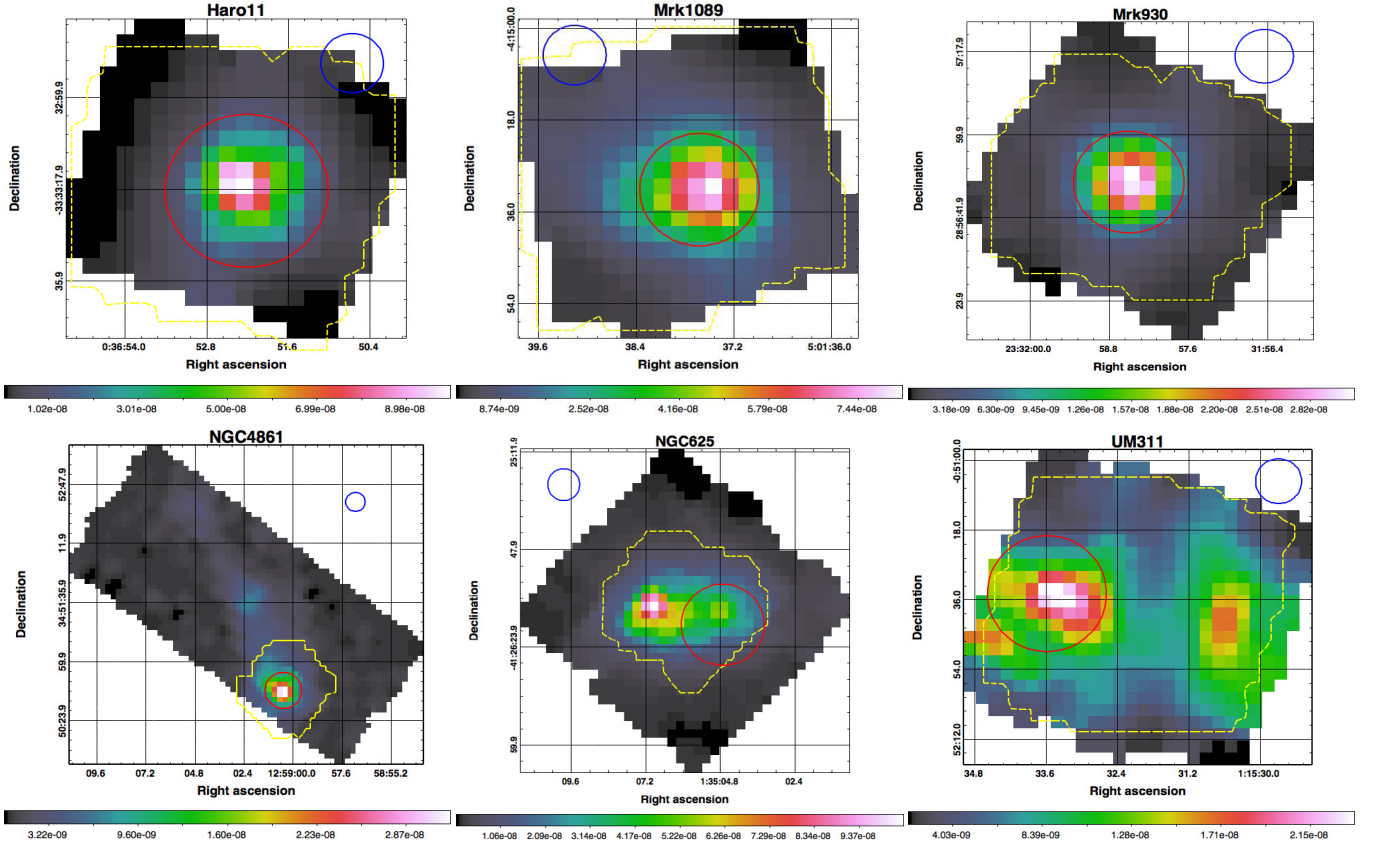 Haro11
Declination
32:59.9
-33:33:17.9
35.9
0:36:54.0 52.8 51.6 50.4
Right ascension
1.02e-08 3.01e-08 5.00e-08 6.99e-08 8.98e-08
Mrk1089
Declination
-4:15:00.0
18.0
36.0
54.0
39.6 38.4 37.2 5:01:36.0
Right ascension
8.74e-09 2.52e-08 4.16e-08 5.79e-08 7.44e-08
Mrk930
Declination
57:17.9
59.9
28:56:41.9
23.9
23:32:00.0 58.8 57.6 31:56.4
Right ascension
3.18e-09 6.30e-09 9.45e-09 1.26e-08 1.57e-08 1.88e-08 2.20e-08 2.51e-08 2.82e-08
NGC4861
Declination
52:47.9
11.9
34:51:35.9
59.9
50:23.9
09.6 07.2 04.8 02.4 12:59:00.0 57.6 58:55.2
Right ascension
3.22e-09 9.60e-09 1.60e-08 2.23e-08 2.87e-08
NGC625
Declination
25:11.9
47.9
-41:26:23.9
59.9
09.6 07.2 1:35:04.8 02.4
Right ascension
1.06e-08 2.09e-08 3.14e-08 4.17e-08 5.22e-08 6.26e-08 7.29e-08 8.34e-08 9.37e-08
UM311
Declination
-0:51:00.0
18.0
36.0
54.0
52:12.0
34.8 33.6 32.4 31.2 1:15:30.0
Right ascension
4.03e-09 8.39e-09 1.28e-08 1.71e-08 2.15e-08